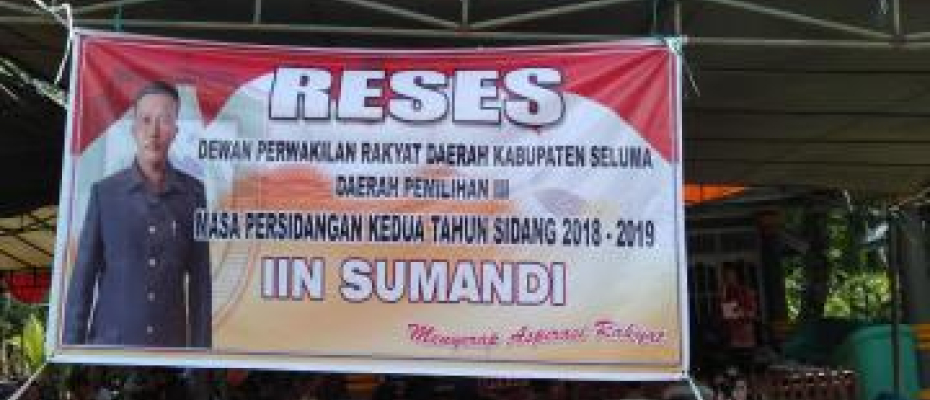 RESES
DEWAN PERWAKILAN RAKYAT DAERAH KABUPATEN SELUMA
DAERAH PEMILIHAN III
MASA PERSIDANGAN KEDUA TAHUN SIDANG 2018 - 2019
IIN SUMANDI
Menyerap Aspirasi Rakyat